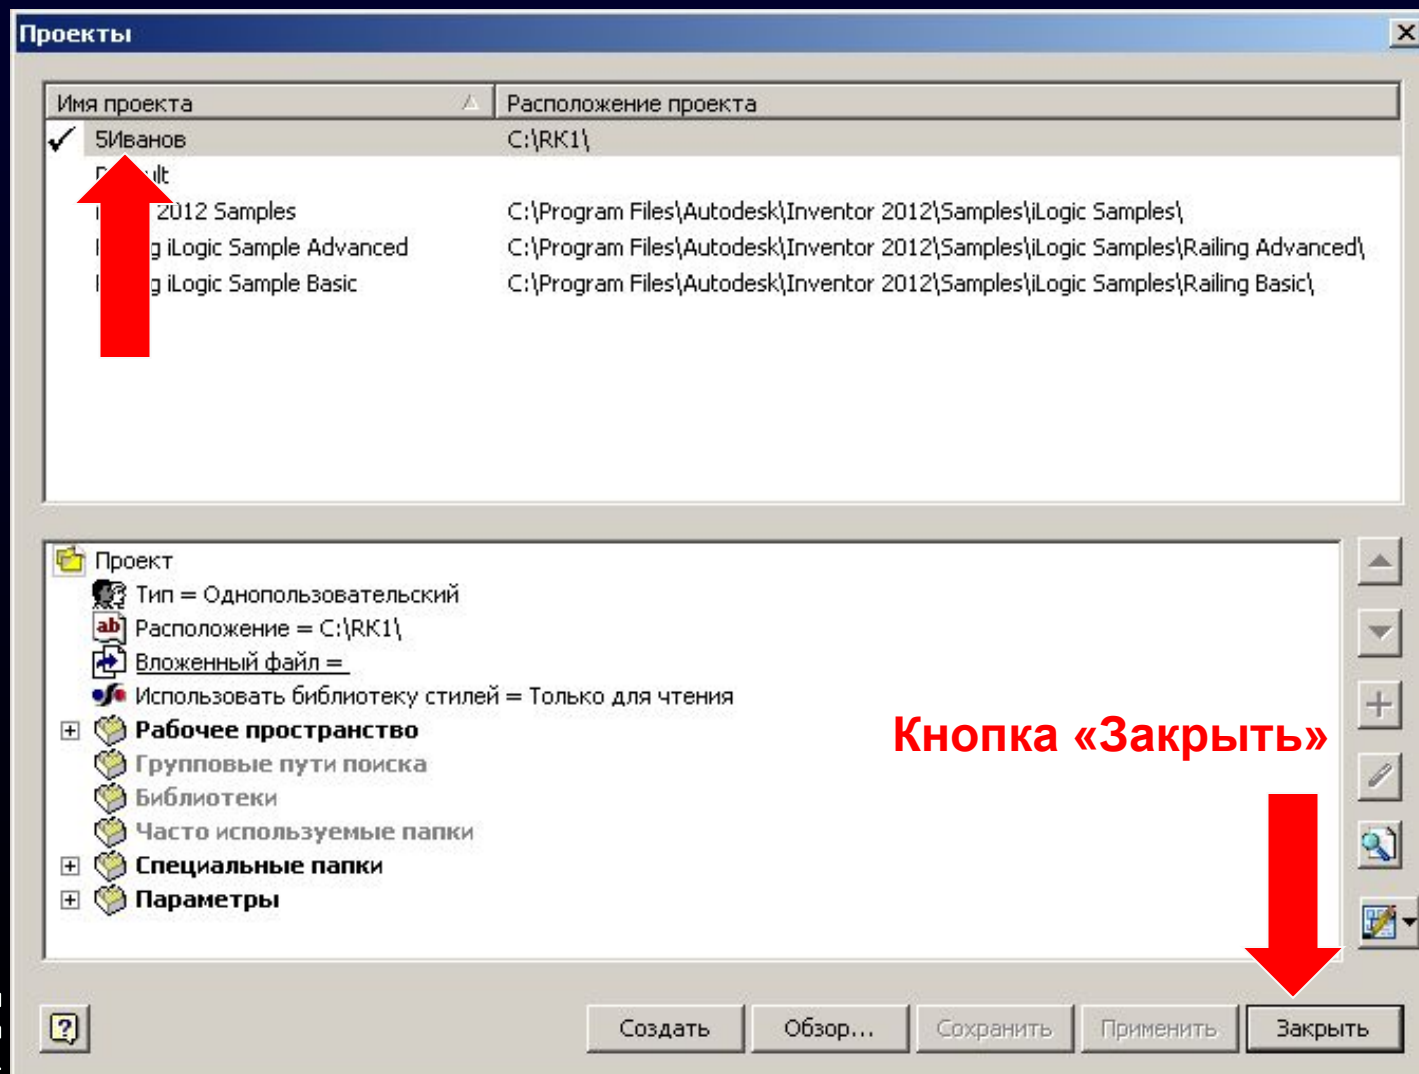 Проекты
Имя проекта Расположение проекта
5Иванов C:\RK1\
2012 Samples C:\Program Files\Autodesk\Inventor 2012\Samples\iLogic Samples\
iLogic Sample Advanced C:\Program Files\Autodesk\Inventor 2012\Samples\iLogic Samples\Railing Advanced\
iLogic Sample Basic C:\Program Files\Autodesk\Inventor 2012\Samples\iLogic Samples\Railing Basic\
Проект
Тип = Однопользовательский
Расположение = C:\RK1\
Вложенный файл =
Использовать библиотеку стилей = Только для чтения
Рабочее пространство
Кнопка «Закрыть»
Групповые пути поиска
Библиотеки
Часто используемые папки
Специальные папки
Параметры
Создать Обзор... Сохранить Применить Закрыть